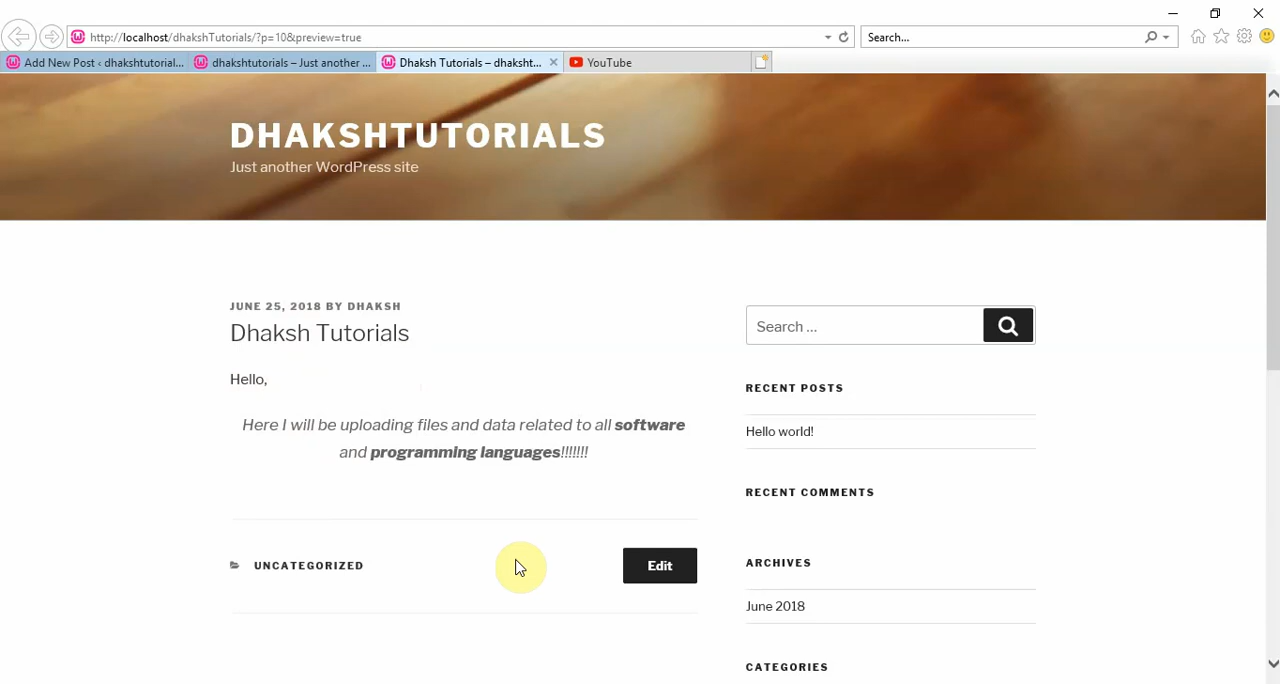 http://localhost/dhakshTutorials/?p=10&preview=true
Search...
Add New Post ‹ dhakshtutorial...
dhakshtutorials – Just another ...
Dhaksh Tutorials – dhaksht...
YouTube
DHAKSHTUTORIALS
Just another WordPress site
JUNE 25, 2018 BY DHAKSH
Dhaksh Tutorials
Hello,
Here I will be uploading files and data related to all software
and programming languages!!!!!!!
UNCATEGORIZED
Edit
Search ...
RECENT POSTS
Hello world!
RECENT COMMENTS
ARCHIVES
June 2018
CATEGORIES